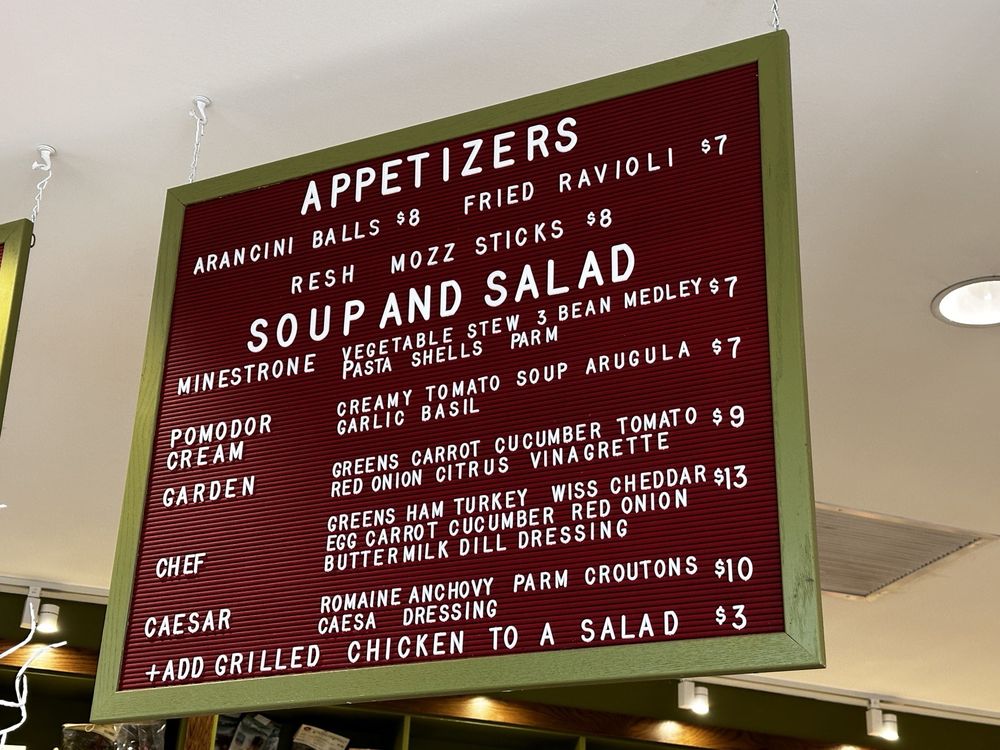 APPETIZERS
ARANCINI BALLS $8 FRIED RAVIOLI $7
RESH MOZZ STICKS $8
SOUP AND SALAD
MINESTRONE VEGETABLE STEW 3 BEAN MEDLEY $7
PASTA SHELLS PARM
POMODOR CREAMY TOMATO SOUP ARUGULA $7
CREAM GARLIC BASIL
GARDEN GREENS CARROT CUCUMBER TOMATO $9
RED ONION CITRUS VINAGRETTE
CHEF GREENS HAM TURKEY WISS CHEDDAR $13
EGG CARROT CUCUMBER RED ONION
BUTTERMILK DILL DRESSING
CAESAR ROMAINE ANCHOVY PARM CROUTONS $10
CAESA DRESSING
+ADD GRILLED CHICKEN TO A SALAD $3